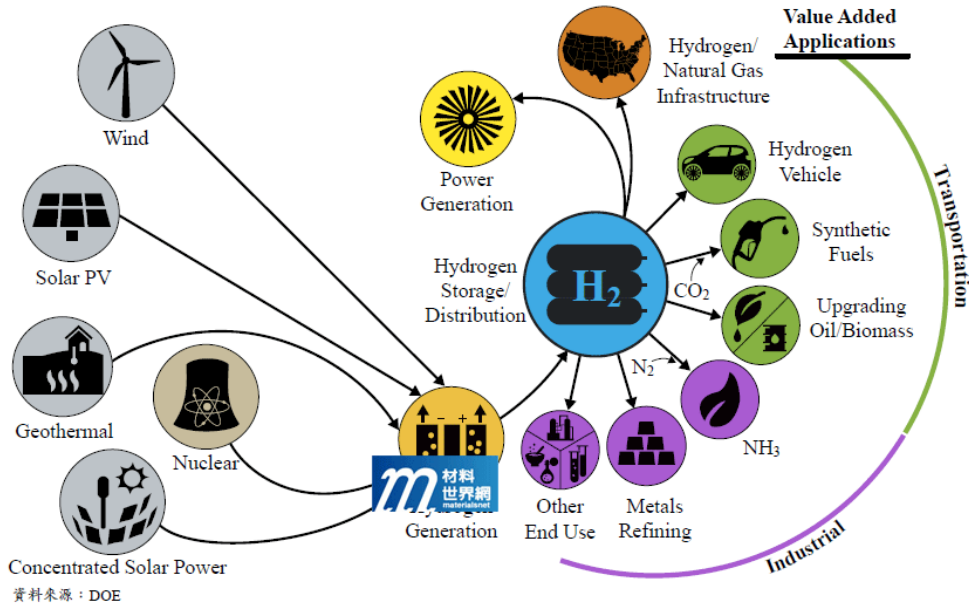 Value Added
Applications
Hydrogen/
Natural Gas
Infrastructure
Wind
Power
Generation
Hydrogen
Vehicle
Transportation
Solar PV
Hydrogen
Storage/
Distribution
H₂
Synthetic
Fuels
CO₂
Upgrading
Oil/Biomass
N₂
Geothermal
Nuclear
NH₃
− +
m 材料
世界網
materialsnet
Hydrogen
Generation
Other
End Use
Metals
Refining
Industrial
Concentrated Solar Power
資料來源：DOE